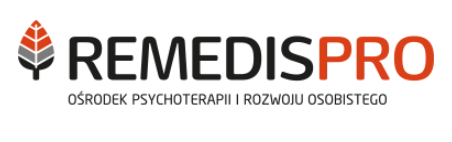 REMEDISPRO
OŚRODEK PSYCHOTERAPII I ROZWOJU OSOBISTEGO